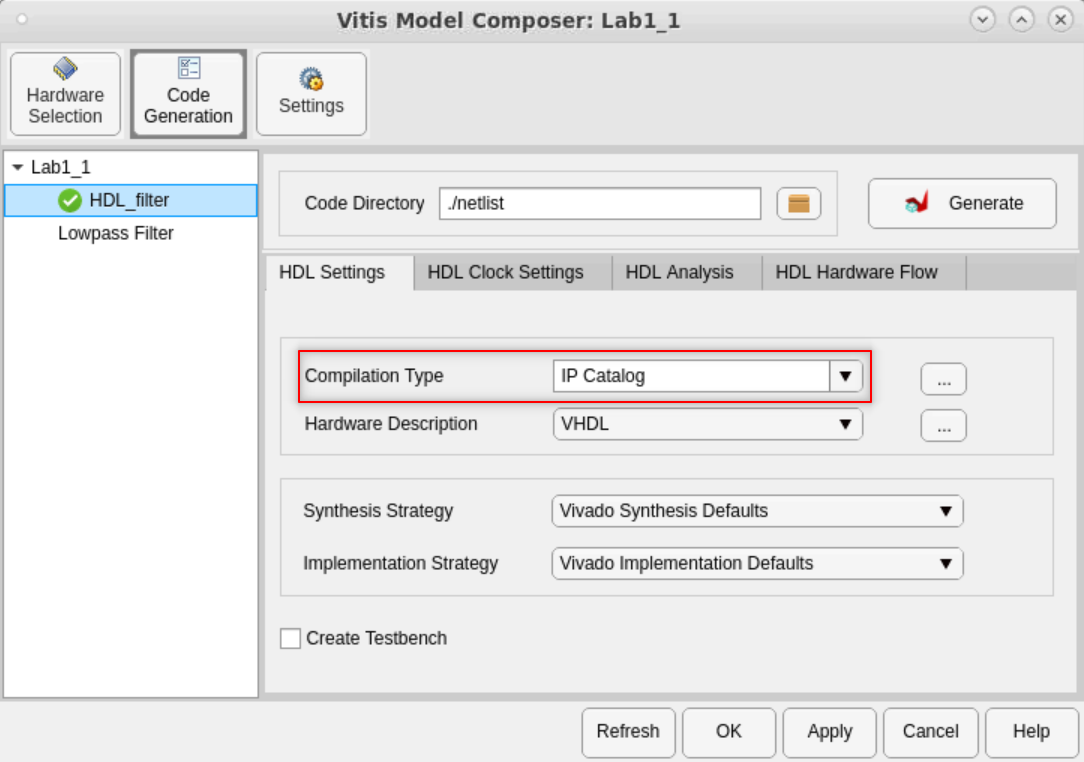 Vitis Model Composer: Lab1_1
Hardware
Selection
Code
Generation
Settings
Lab1_1
HDL_filter
Lowpass Filter
Code Directory
./netlist
Generate
HDL Settings
HDL Clock Settings
HDL Analysis
HDL Hardware Flow
Compilation Type
IP Catalog
...
Hardware Description
VHDL
...
Synthesis Strategy
Vivado Synthesis Defaults
Implementation Strategy
Vivado Implementation Defaults
Create Testbench
Refresh
OK
Apply
Cancel
Help